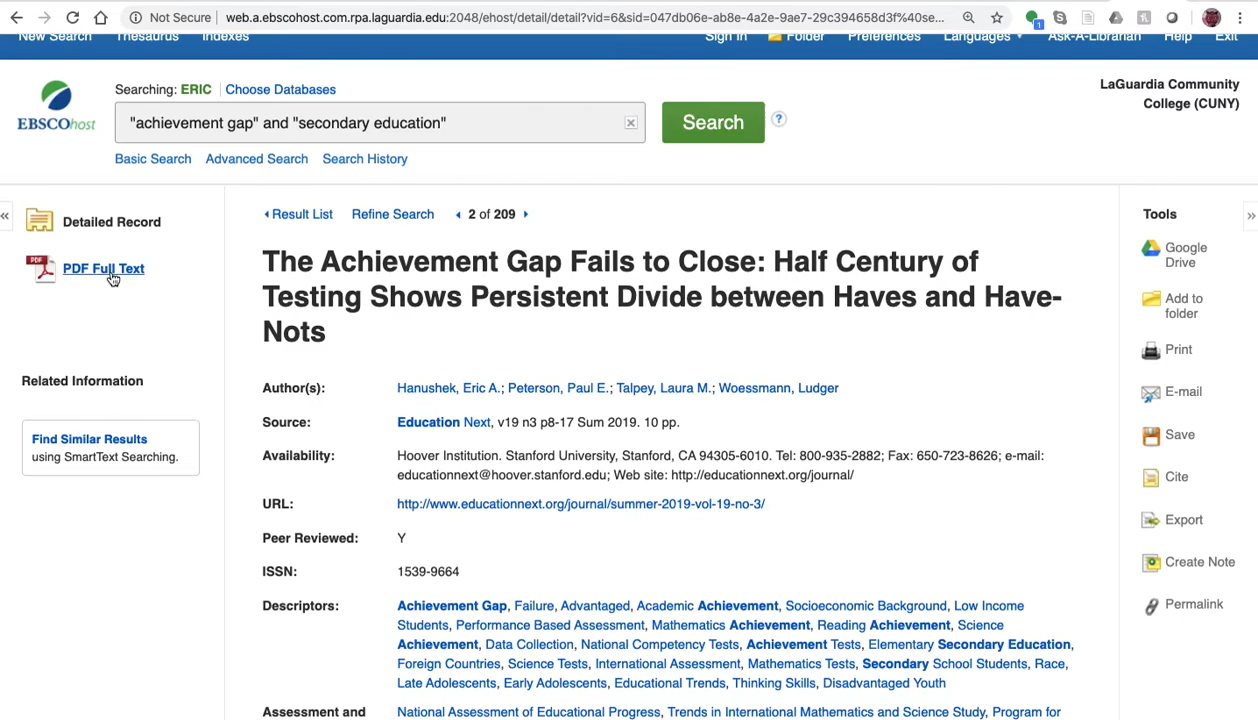 Not Secure | web.a.ebscohost.com.rpa.laguardia.edu:2048/ehost/detail/detail?vid=6&sid=047db06e-ab8e-4a2e-9ae7-29c394658d3f%40se...
1
New Search Thesaurus Indexes Sign In Folder Preferences Languages Ask-A-Librarian Help Exit
Searching: ERIC Choose Databases
LaGuardia Community
College (CUNY)
EBSCOhost
"achievement gap" and "secondary education"
Search
?
Basic Search Advanced Search Search History
Detailed Record
PDF
PDF Full Text
Related Information
Find Similar Results
using SmartText Searching.
Result List Refine Search 2 of 209
The Achievement Gap Fails to Close: Half Century of
Testing Shows Persistent Divide between Haves and Have-
Nots
Author(s): Hanushek, Eric A.; Peterson, Paul E.; Talpey, Laura M.; Woessmann, Ludger
Source: Education Next, v19 n3 p8-17 Sum 2019. 10 pp.
Availability: Hoover Institution. Stanford University, Stanford, CA 94305-6010. Tel: 800-935-2882; Fax: 650-723-8626; e-mail:
educationnext@hoover.stanford.edu; Web site: http://educationnext.org/journal/
URL: http://www.educationnext.org/journal/summer-2019-vol-19-no-3/
Peer Reviewed: Y
ISSN: 1539-9664
Descriptors: Achievement Gap, Failure, Advantaged, Academic Achievement, Socioeconomic Background, Low Income
Students, Performance Based Assessment, Mathematics Achievement, Reading Achievement, Science
Achievement, Data Collection, National Competency Tests, Achievement Tests, Elementary Secondary Education,
Foreign Countries, Science Tests, International Assessment, Mathematics Tests, Secondary School Students, Race,
Late Adolescents, Early Adolescents, Educational Trends, Thinking Skills, Disadvantaged Youth
Assessment and National Assessment of Educational Progress, Trends in International Mathematics and Science Study, Program for
Tools
Google
Drive
Add to
folder
Print
E-mail
Save
Cite
Export
Create Note
Permalink